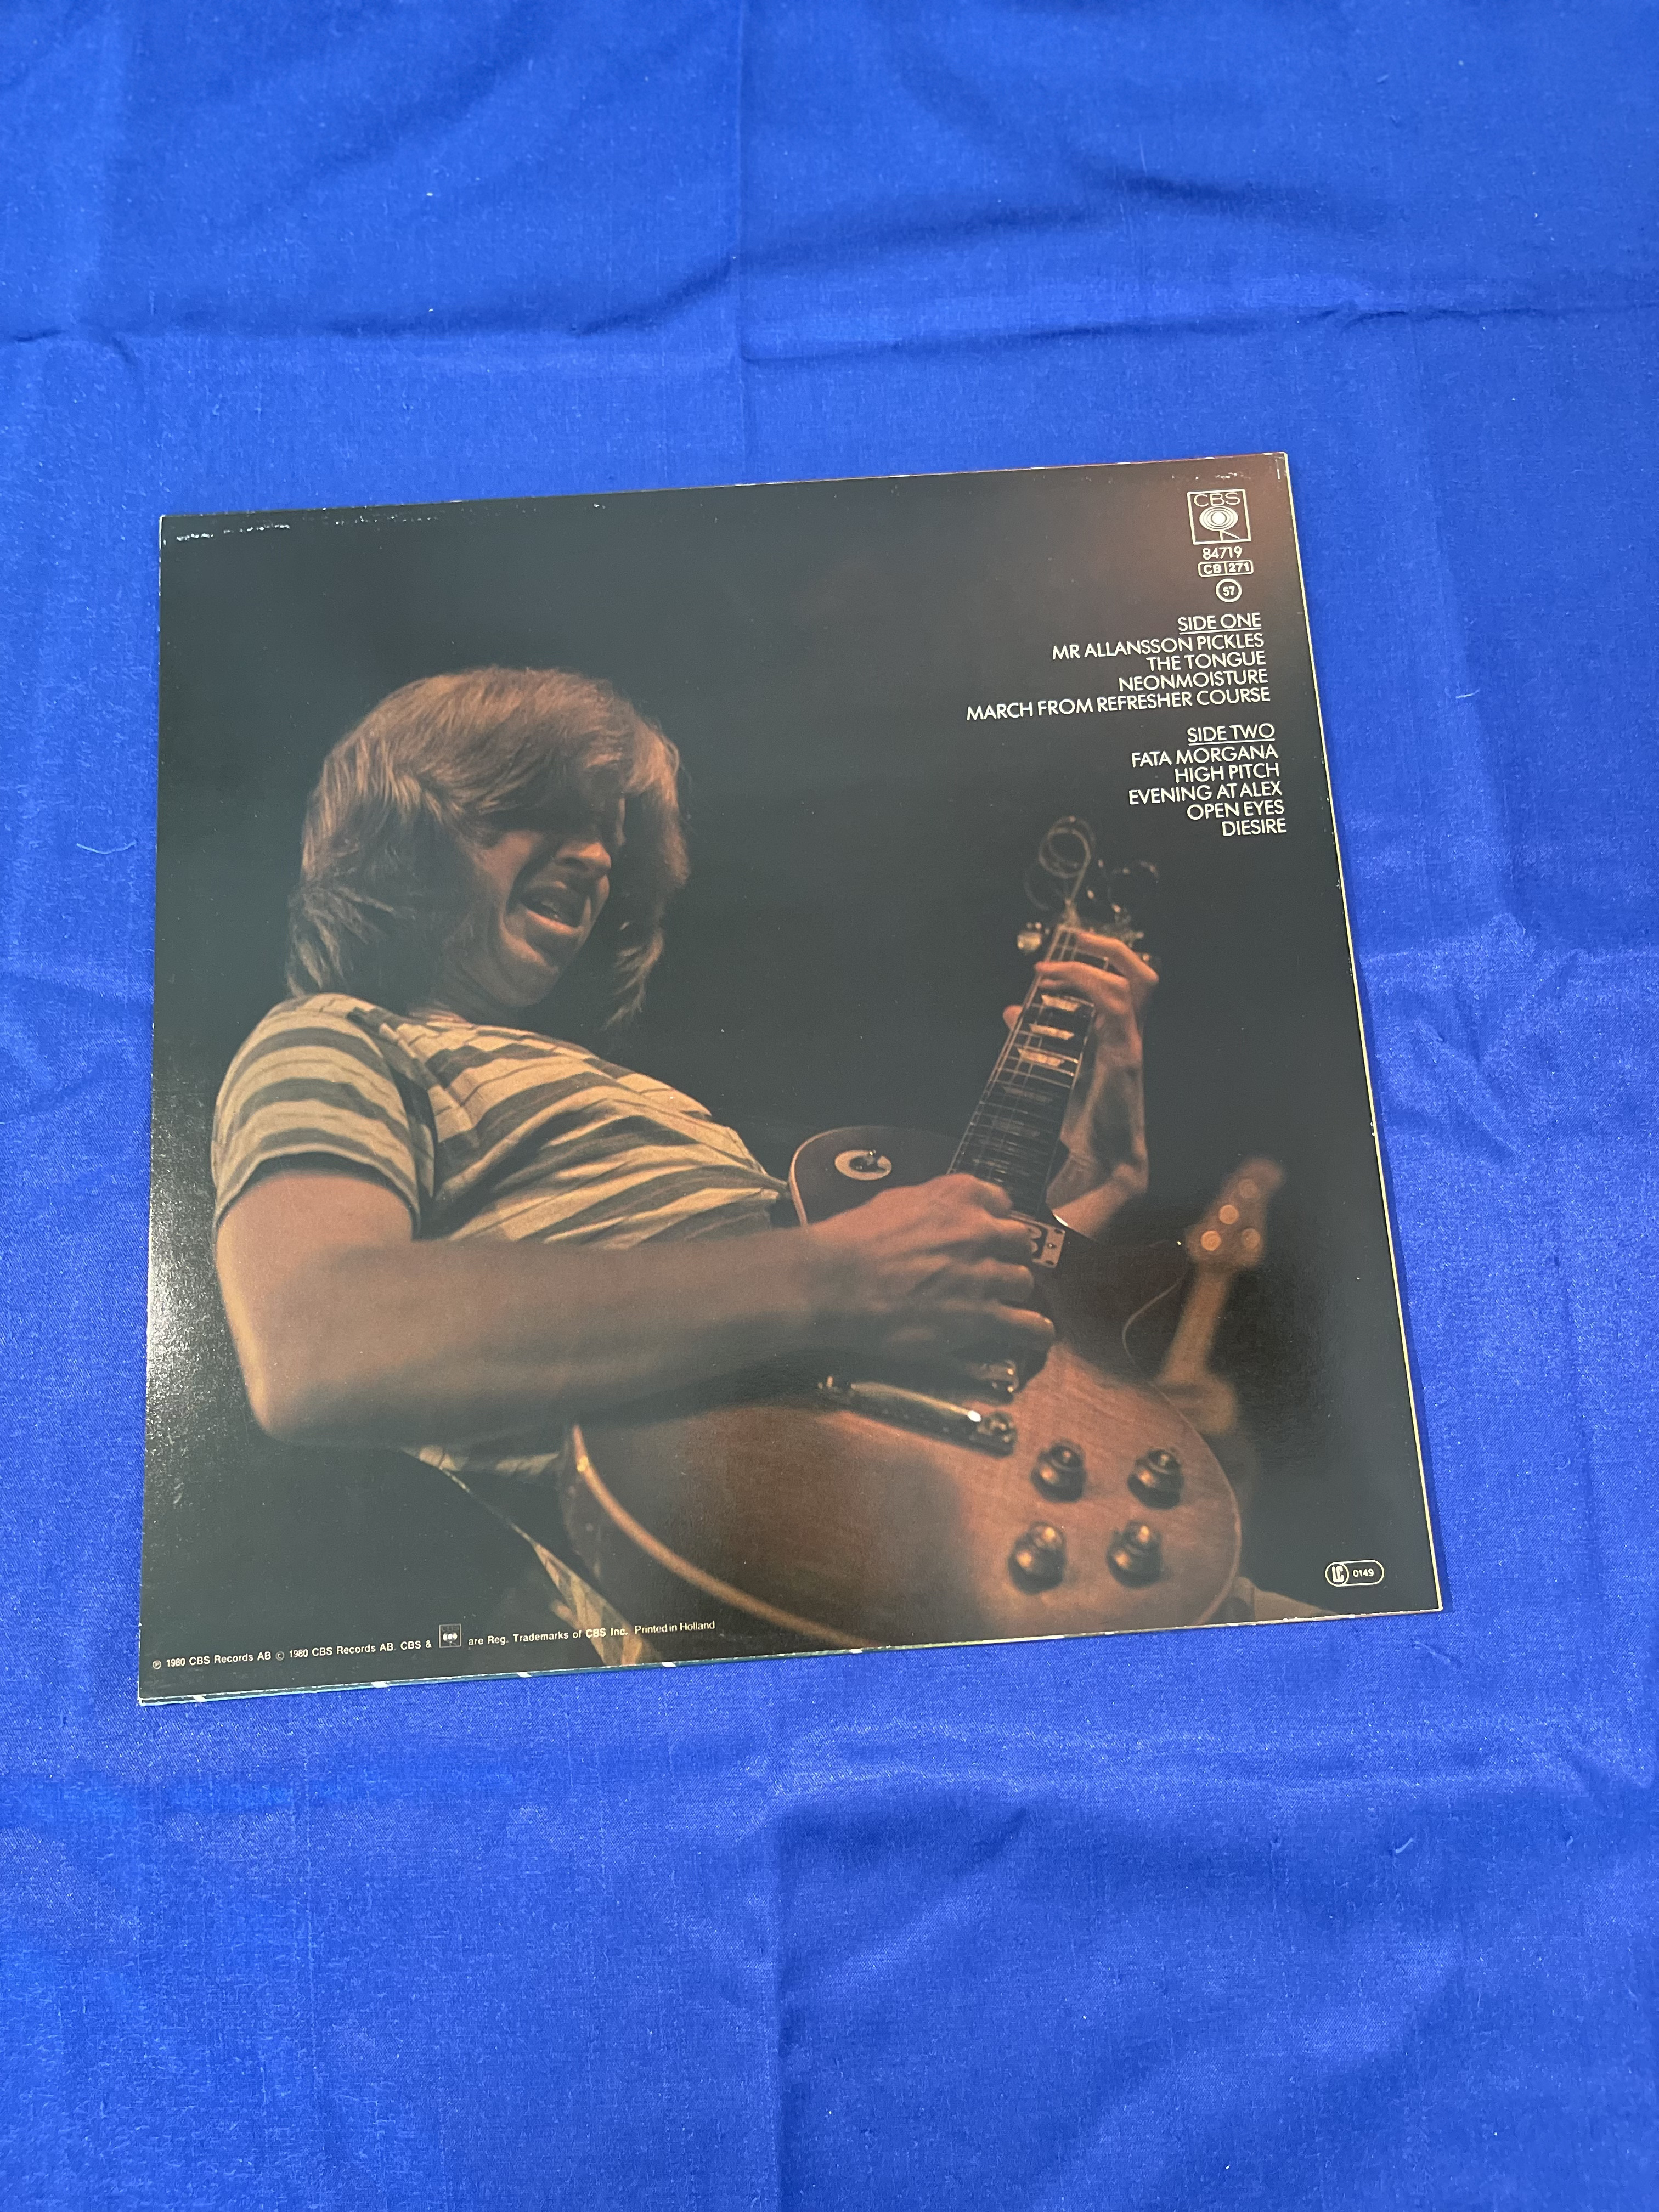 CBS
84719
CB 271
57
SIDE ONE
MR ALLANSSON PICKLES
THE TONGUE
NEONMOISTURE
MARCH FROM REFRESHER COURSE
SIDE TWO
FATA MORGANA
HIGH PITCH
EVENING AT ALEX
OPEN EYES
DIESIRE
LC 0149
℗ 1980 CBS Records AB © 1980 CBS Records AB. CBS & are Reg. Trademarks of CBS Inc. Printed in Holland